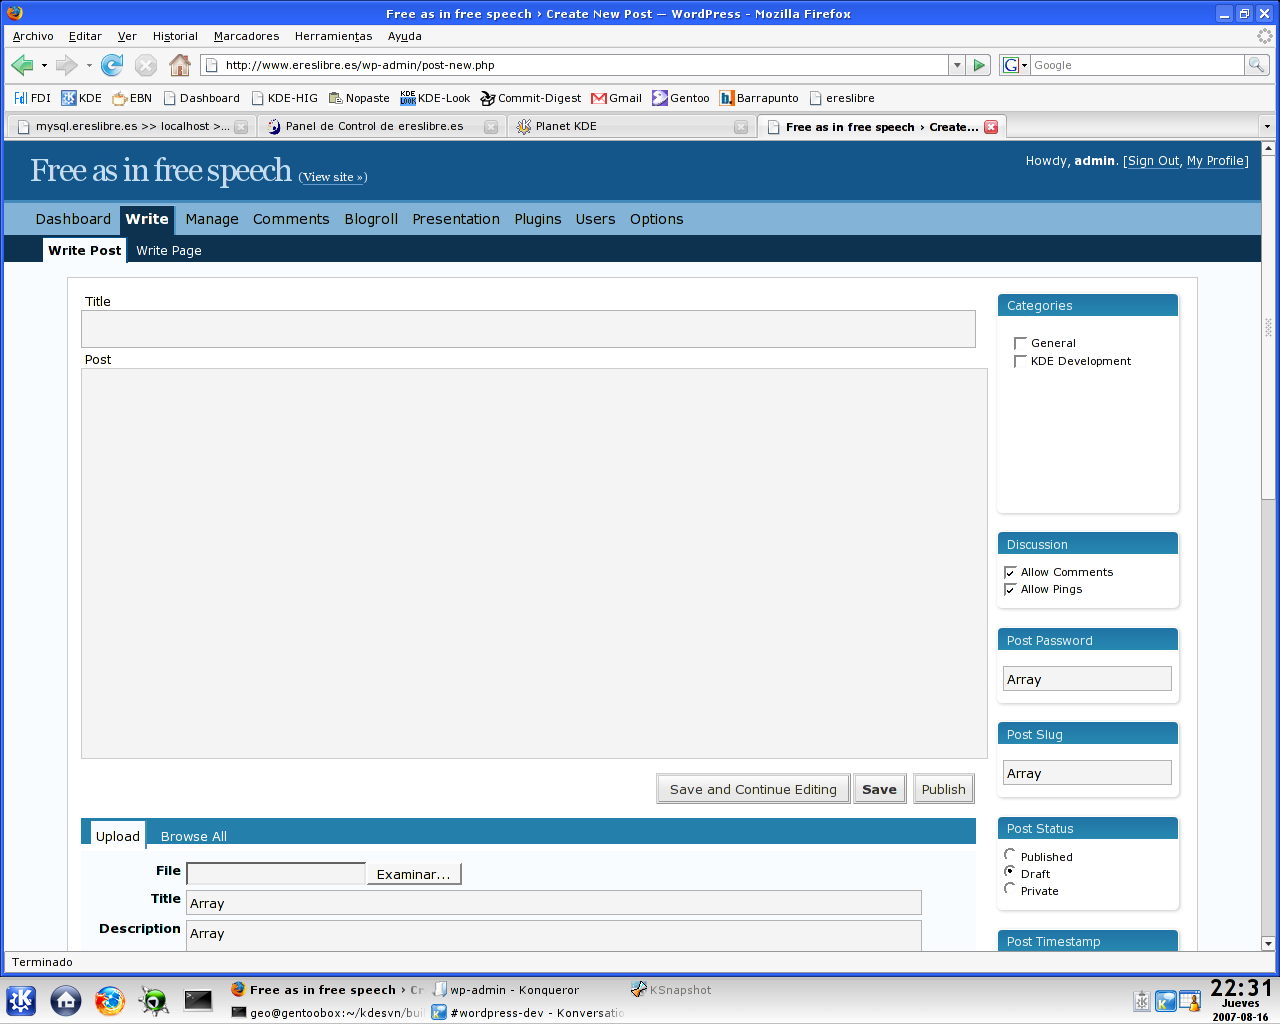 Free as in free speech › Create New Post — WordPress - Mozilla Firefox
Archivo Editar Ver Historial Marcadores Herramientas Ayuda
http://www.ereslibre.es/wp-admin/post-new.php
G Google
FDI KDE EBN Dashboard KDE-HIG Nopaste KDE-Look Commit-Digest Gmail Gentoo Barrapunto ereslibre
mysql.ereslibre.es >> localhost >... Panel de Control de ereslibre.es Planet KDE Free as in free speech › Create...
Free as in free speech (View site »)
Howdy, admin. [Sign Out, My Profile]
Dashboard Write Manage Comments Blogroll Presentation Plugins Users Options
Write Post Write Page
Title
Post
Categories
General
KDE Development
Discussion
Allow Comments
Allow Pings
Post Password
Array
Post Slug
Array
Save and Continue Editing Save Publish
Post Status
Published
Draft
Private
Post Timestamp
Upload Browse All
File Examinar...
Title Array
Description Array
Terminado
Free as in free speech › Cr wp-admin - Konqueror KSnapshot
geo@gentoobox:~/kdesvn/buil #wordpress-dev - Konversatio
22:31
Jueves
2007-08-16